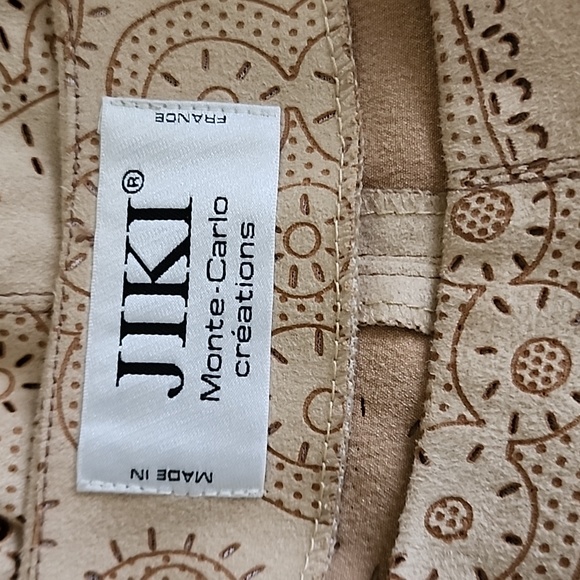 JIKI®
Monte-Carlo
créations
MADE IN
FRANCE